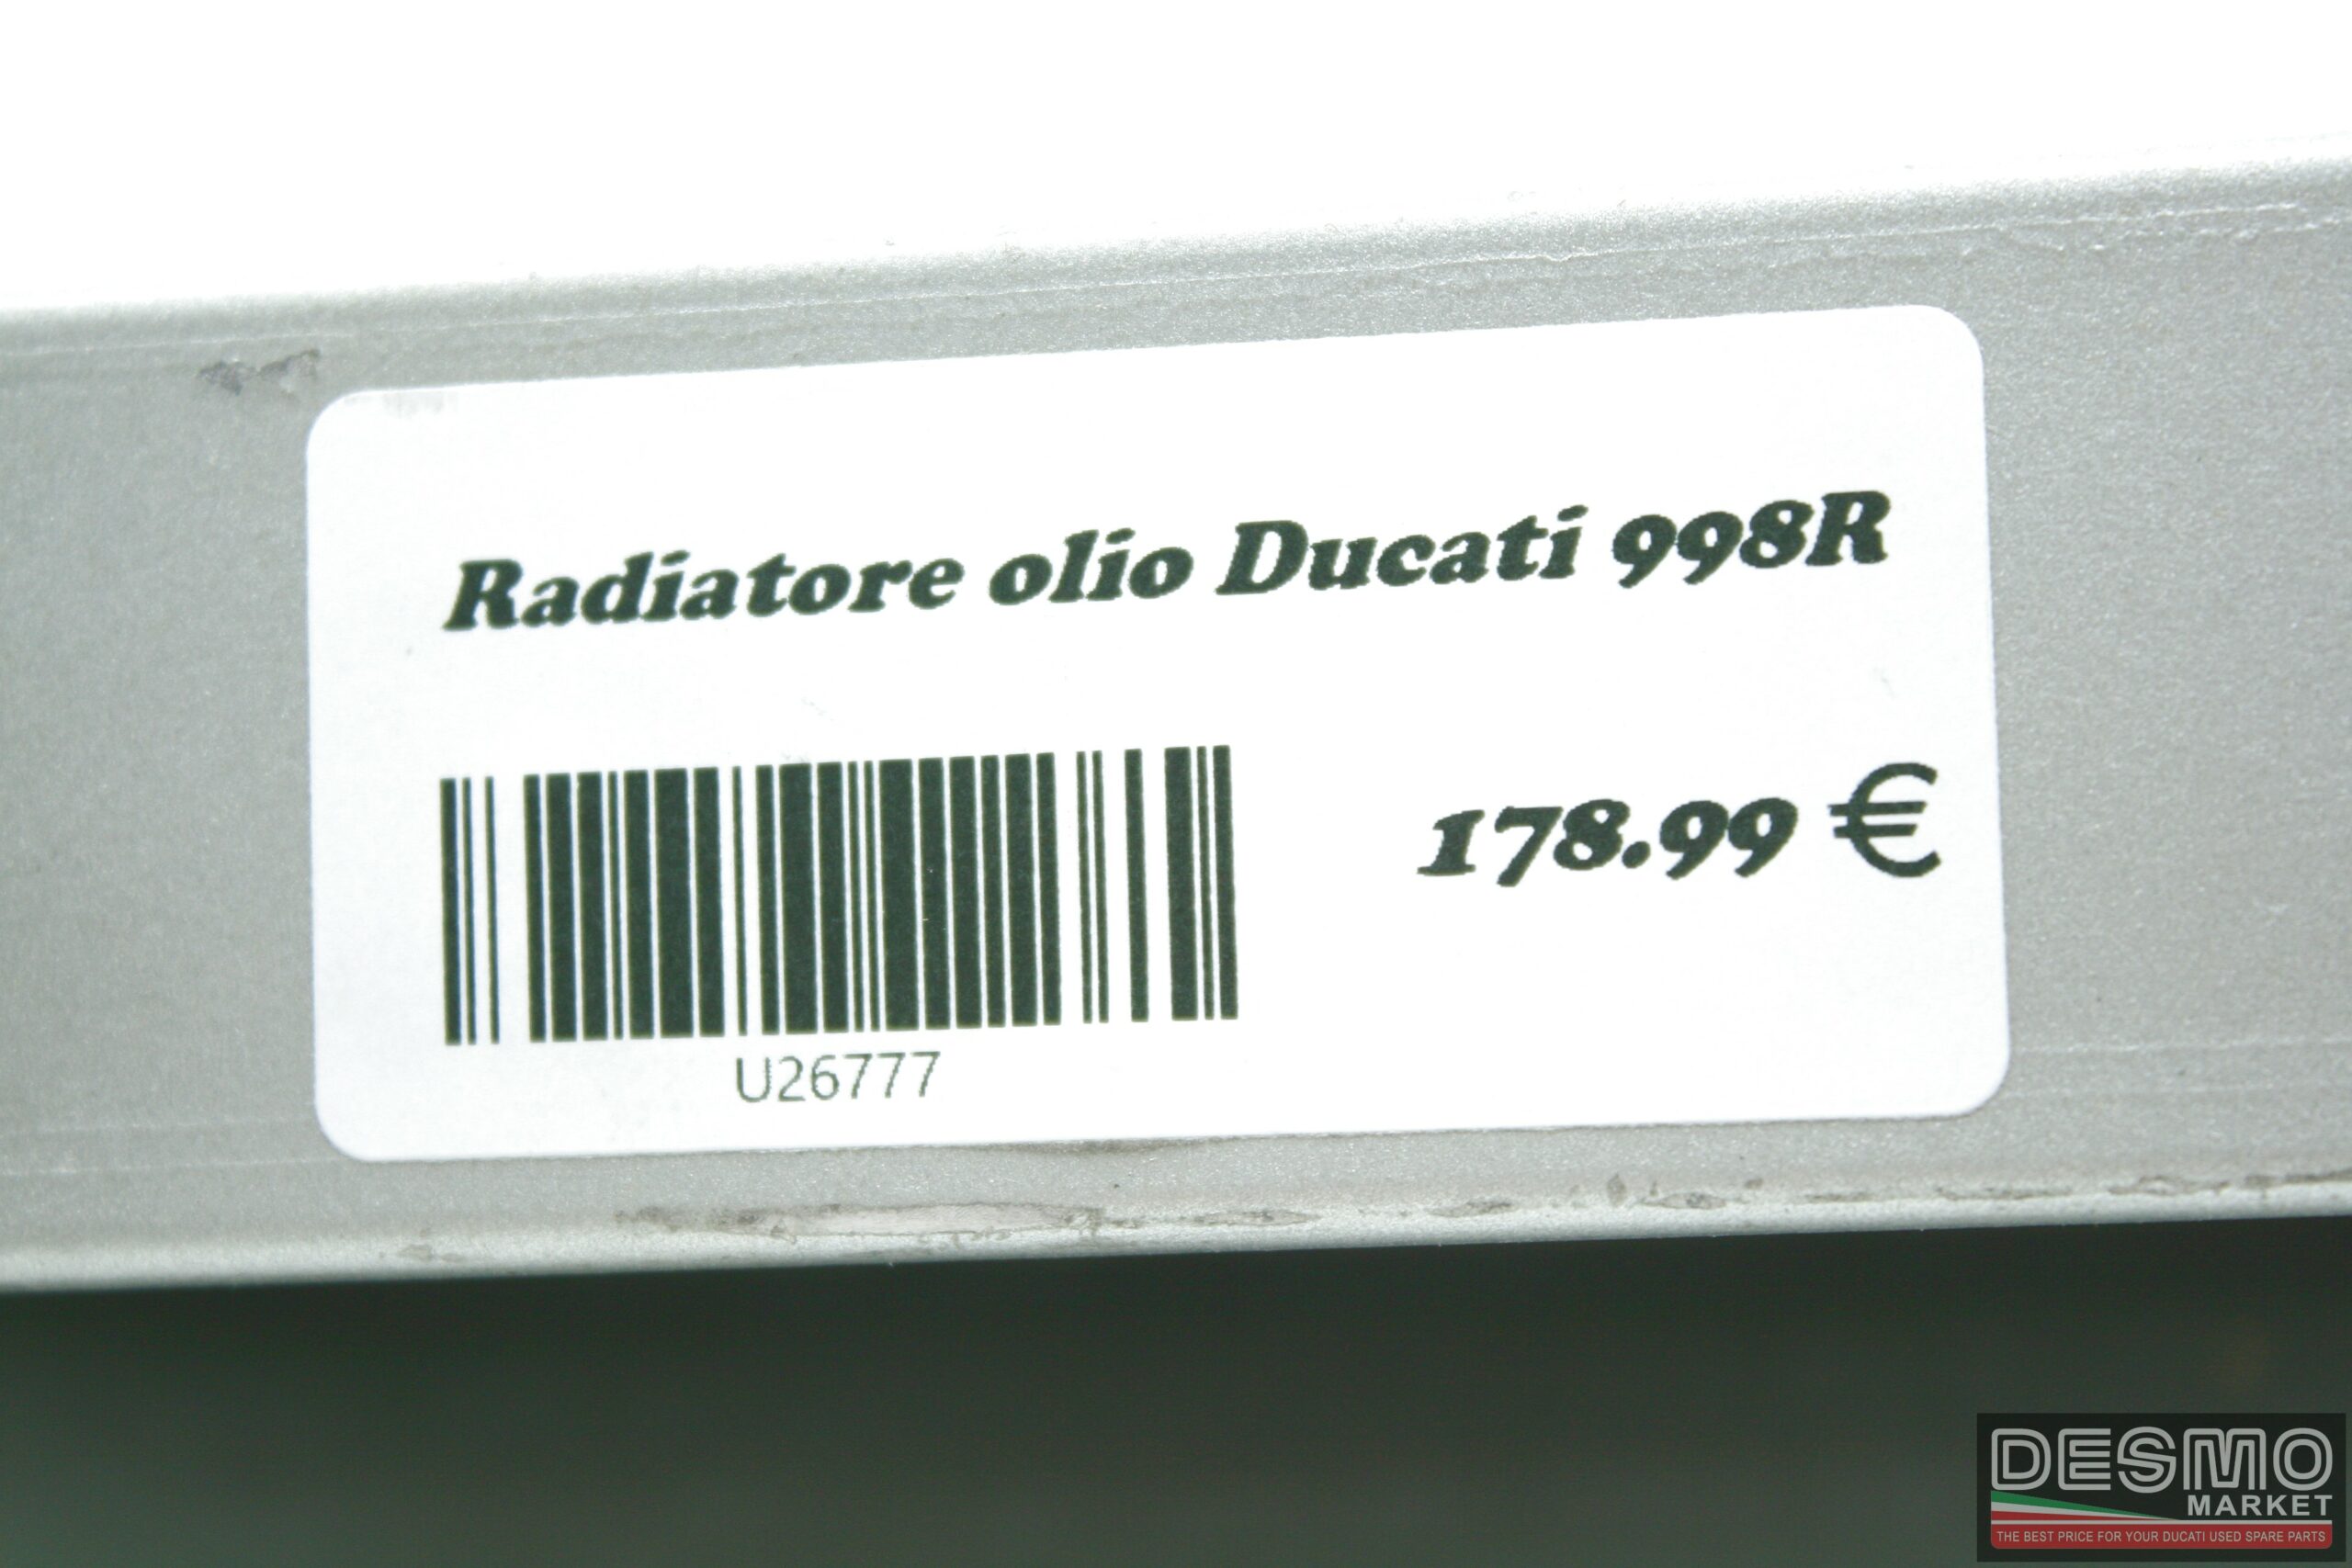 Radiatore olio Ducati 998R
178.99 €
U26777
DESMO
MARKET
THE BEST PRICE FOR YOUR DUCATI USED SPARE PARTS